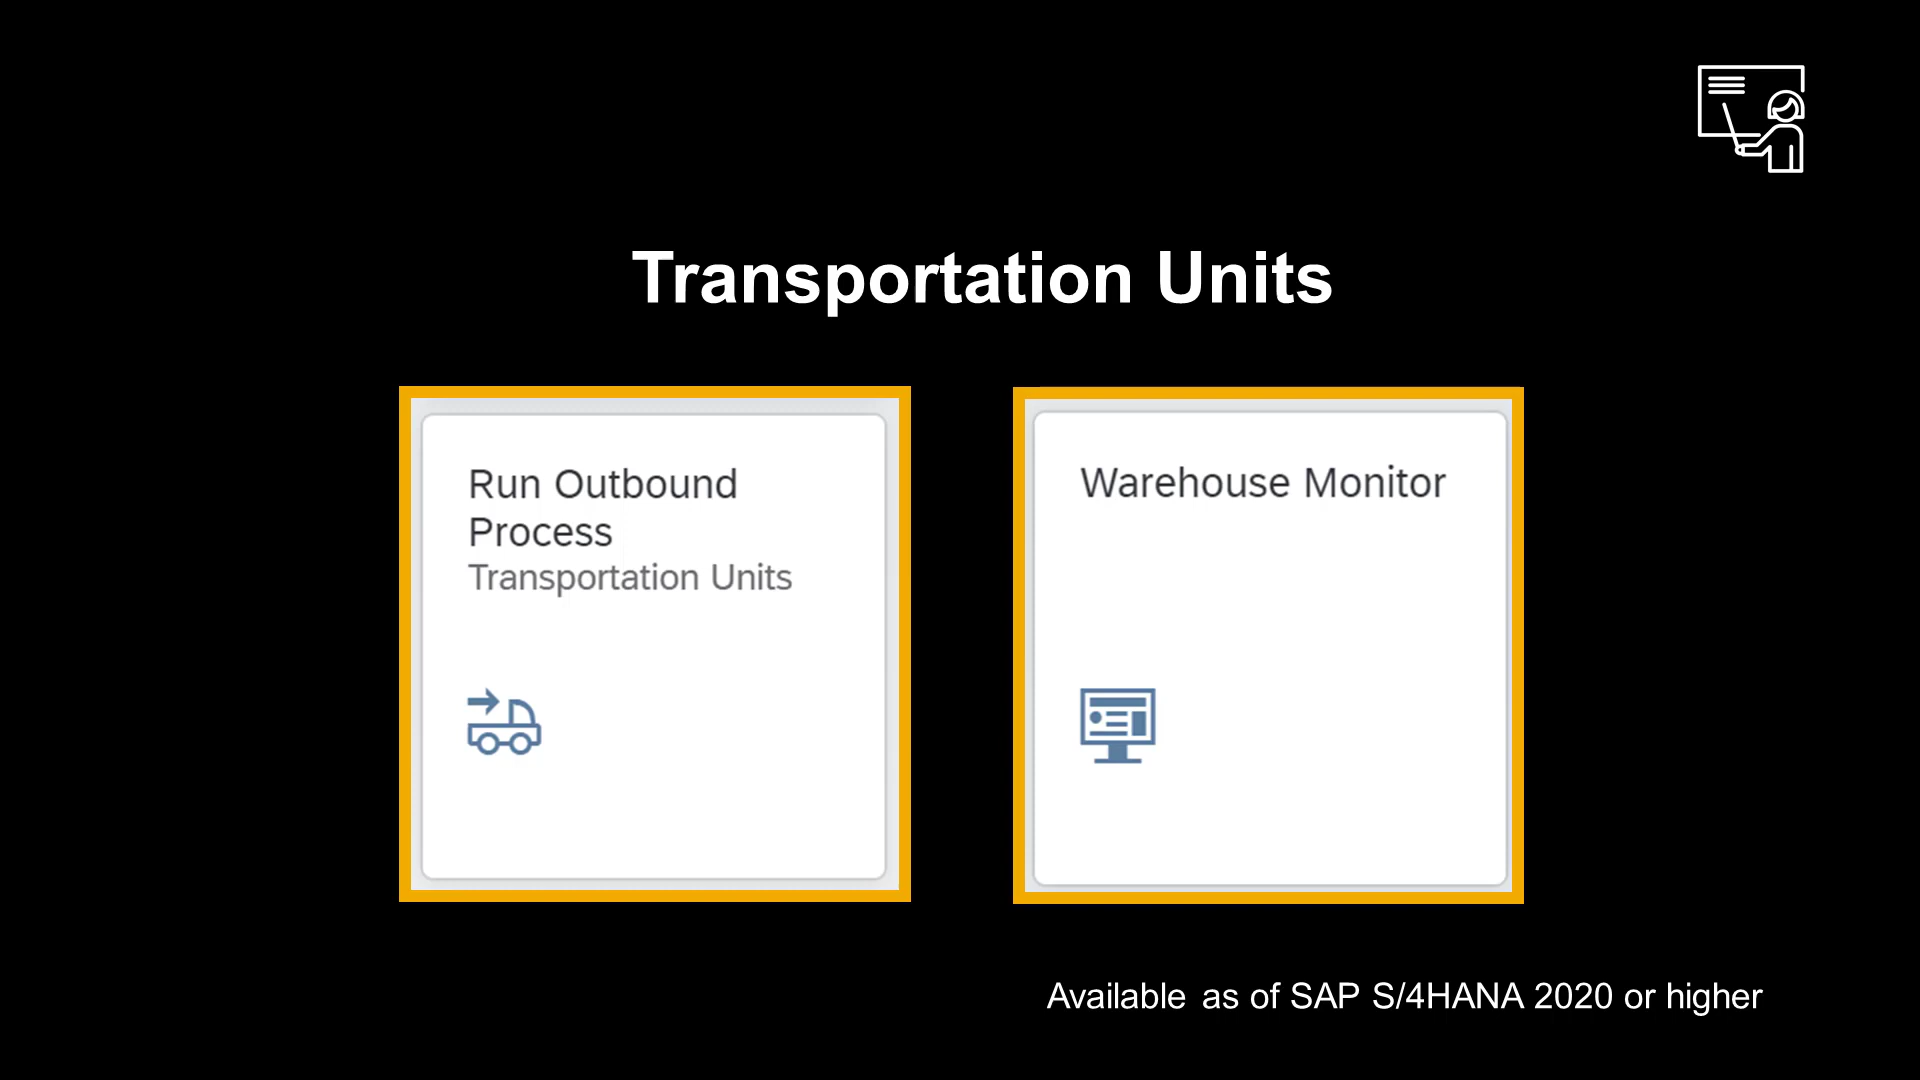 Transportation Units
Run Outbound
Process
Transportation Units
Warehouse Monitor
Available as of SAP S/4HANA 2020 or higher